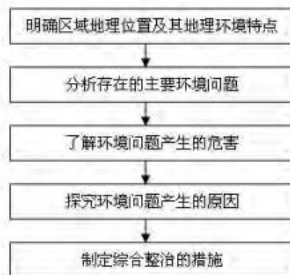 明确区域地理位置及其地理环境特点
分析存在的主要环境问题
了解环境问题产生的危害
探究环境问题产生的原因
制定综合整治的措施